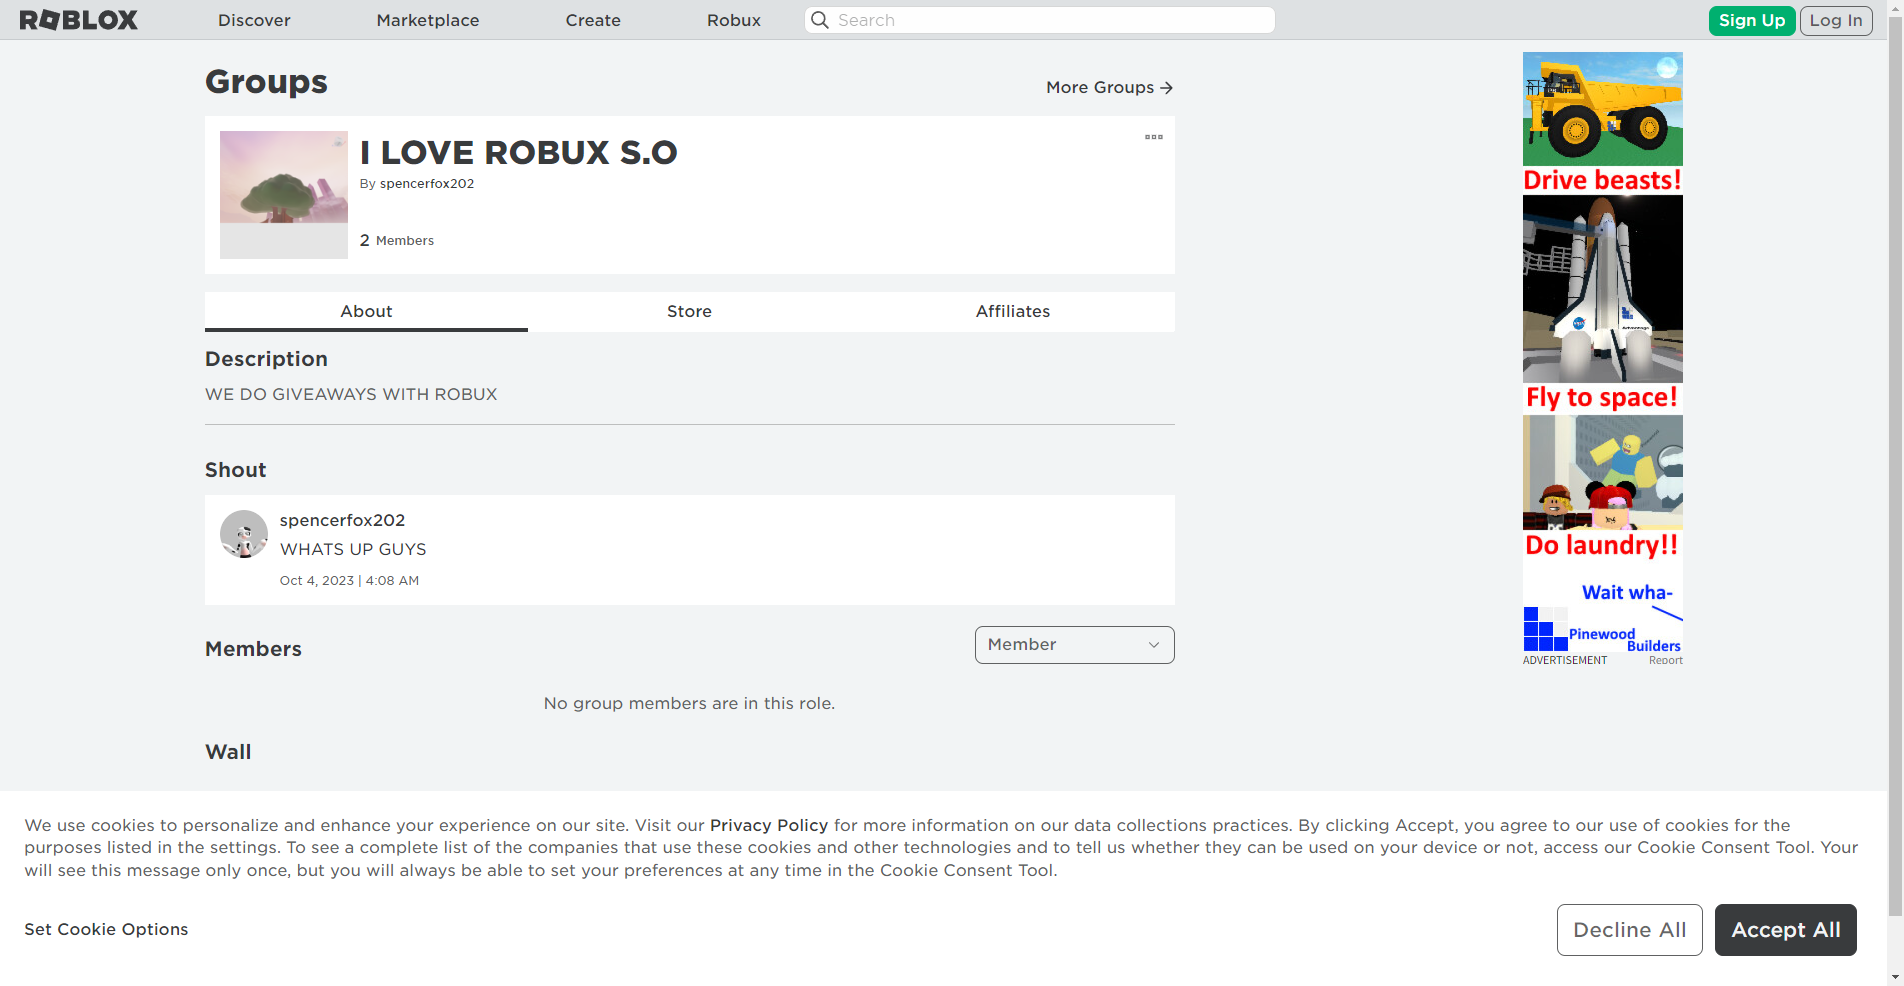 ROBLOX
Discover
Marketplace
Create
Robux
Search
Sign Up
Log In
Groups
More Groups
I LOVE ROBUX S.O
By spencerfox202
2 Members
About
Store
Affiliates
Description
WE DO GIVEAWAYS WITH ROBUX
Shout
spencerfox202
WHATS UP GUYS
Oct 4, 2023 | 4:08 AM
Members
Member
No group members are in this role.
Wall
Drive beasts!
Fly to space!
Do laundry!!
Wait wha-
Pinewood
Builders
ADVERTISEMENT
Report
We use cookies to personalize and enhance your experience on our site. Visit our Privacy Policy for more information on our data collections practices. By clicking Accept, you agree to our use of cookies for the
purposes listed in the settings. To see a complete list of the companies that use these cookies and other technologies and to tell us whether they can be used on your device or not, access our Cookie Consent Tool. Your
will see this message only once, but you will always be able to set your preferences at any time in the Cookie Consent Tool.
Set Cookie Options
Decline All
Accept All